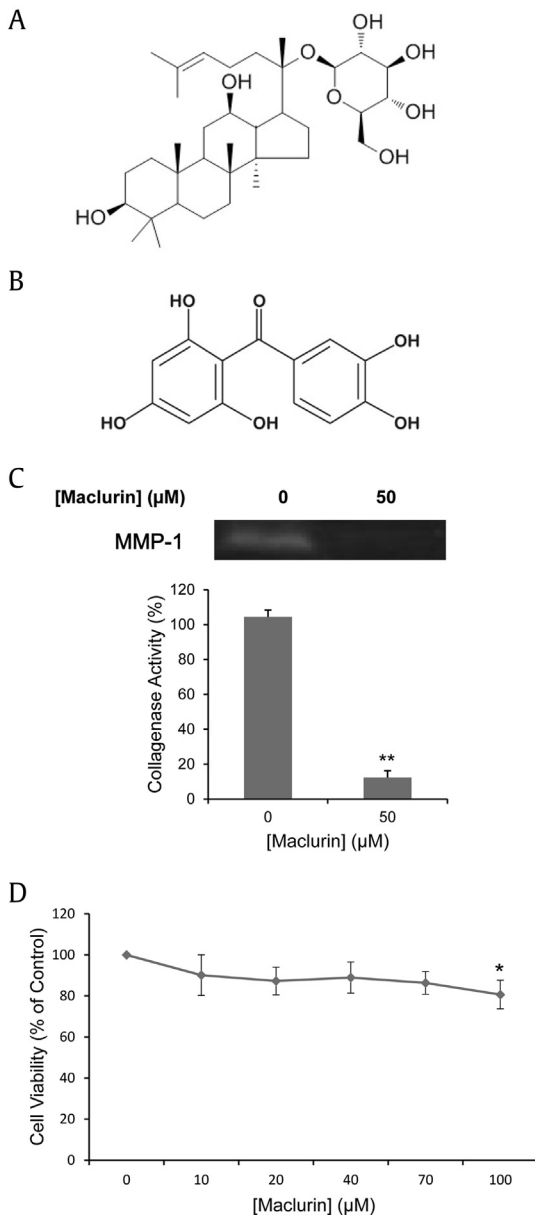 A
OH
O
OH
OH
O
OH
OH
HO
B
HO
O
OH
HO
OH
OH
C
[Maclurin] (µM) 0 50
MMP-1
Collagenase Activity (%)
120
100
80
60
40
20
0
**
0 50
[Maclurin] (µM)
D
Cell Viability (% of Control)
120
100
80
60
40
20
0
*
0 10 20 40 70 100
[Maclurin] (µM)